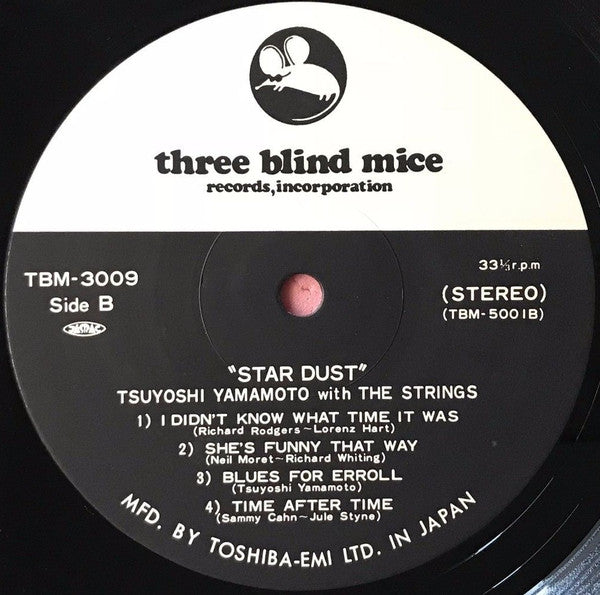 three blind mice
records,incorporation
TBM-3009
Side B
33⅓r.p.m
(STEREO)
(TBM-5001B)
"STAR DUST"
TSUYOSHI YAMAMOTO with THE STRINGS
1) I DIDN'T KNOW WHAT TIME IT WAS
(Richard Rodgers~Lorenz Hart)
2) SHE'S FUNNY THAT WAY
(Neil Moret~Richard Whiting)
3) BLUES FOR ERROLL
(Tsuyoshi Yamamoto)
4) TIME AFTER TIME
(Sammy Cahn~Jule Styne)
MFD. BY TOSHIBA-EMI LTD. IN JAPAN